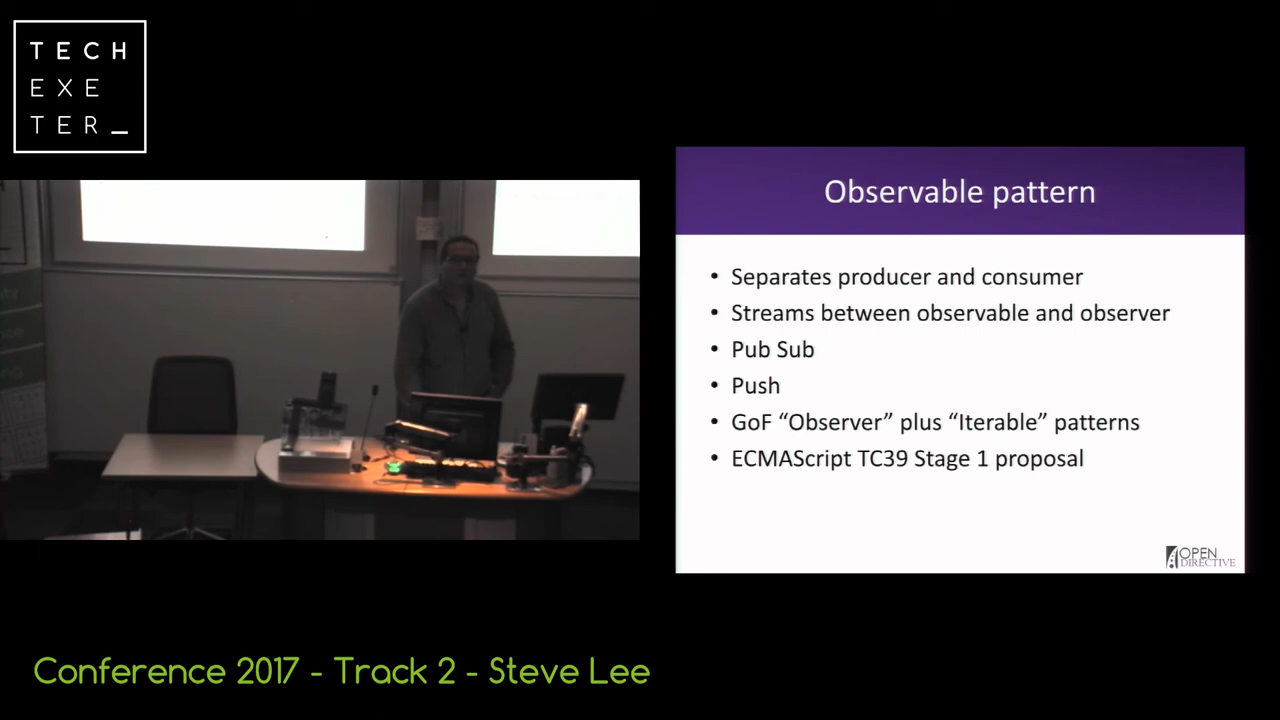 TECH
EXE
TER_
Observable pattern
• Separates producer and consumer
• Streams between observable and observer
• Pub Sub
• Push
• GoF “Observer” plus “Iterable” patterns
• ECMAScript TC39 Stage 1 proposal
OPEN
DIRECTIVE
Conference 2017 - Track 2 - Steve Lee